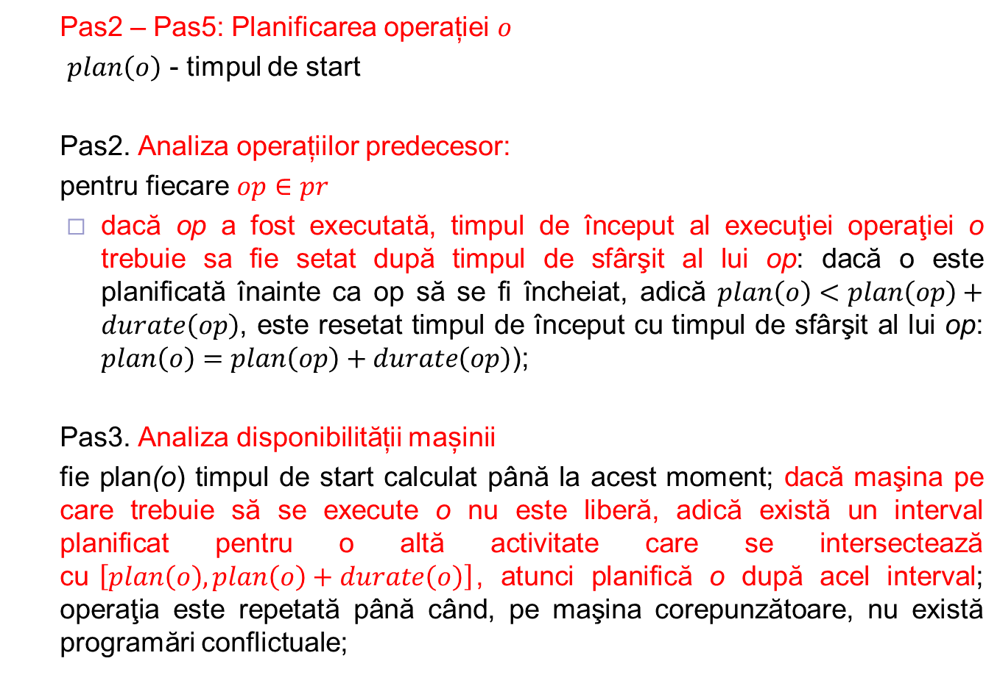 Pas2 – Pas5: Planificarea operației o
plan(o) - timpul de start
Pas2. Analiza operațiilor predecesor:
pentru fiecare op ∈ pr
dacă op a fost executată, timpul de început al execuţiei operaţiei o
trebuie sa fie setat după timpul de sfârşit al lui op: dacă o este
planificată înainte ca op să se fi încheiat, adică plan(o) < plan(op) +
durate(op), este resetat timpul de început cu timpul de sfârşit al lui op:
plan(o) = plan(op) + durate(op));
Pas3. Analiza disponibilității mașinii
fie plan(o) timpul de start calculat până la acest moment; dacă maşina pe
care trebuie să se execute o nu este liberă, adică există un interval
planificat pentru o altă activitate care se intersectează
cu [plan(o), plan(o) + durate(o)], atunci planifică o după acel interval;
operaţia este repetată până când, pe maşina corepunzătoare, nu există
programări conflictuale;